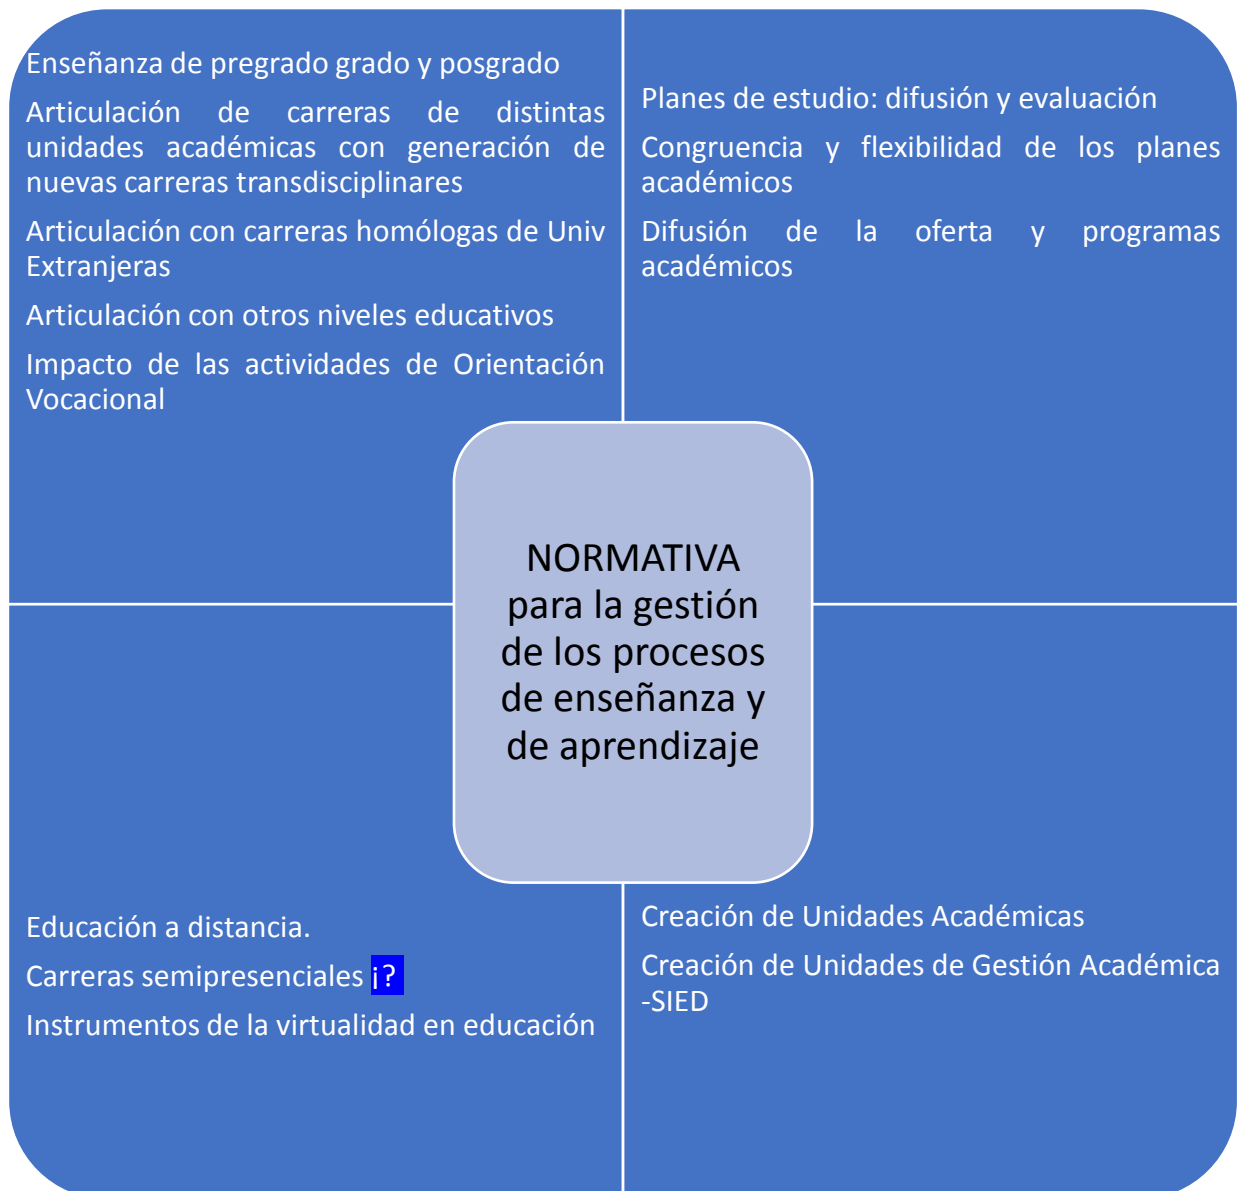 Enseñanza de pregrado grado y posgrado
Articulación de carreras de distintas
unidades académicas con generación de
nuevas carreras transdisciplinares
Articulación con carreras homólogas de Univ
Extranjeras
Articulación con otros niveles educativos
Impacto de las actividades de Orientación
Vocacional
Planes de estudio: difusión y evaluación
Congruencia y flexibilidad de los planes
académicos
Difusión de la oferta y programas
académicos
NORMATIVA
para la gestión
de los procesos
de enseñanza y
de aprendizaje
Educación a distancia.
Carreras semipresenciales ¡?
Instrumentos de la virtualidad en educación
Creación de Unidades Académicas
Creación de Unidades de Gestión Académica
-SIED